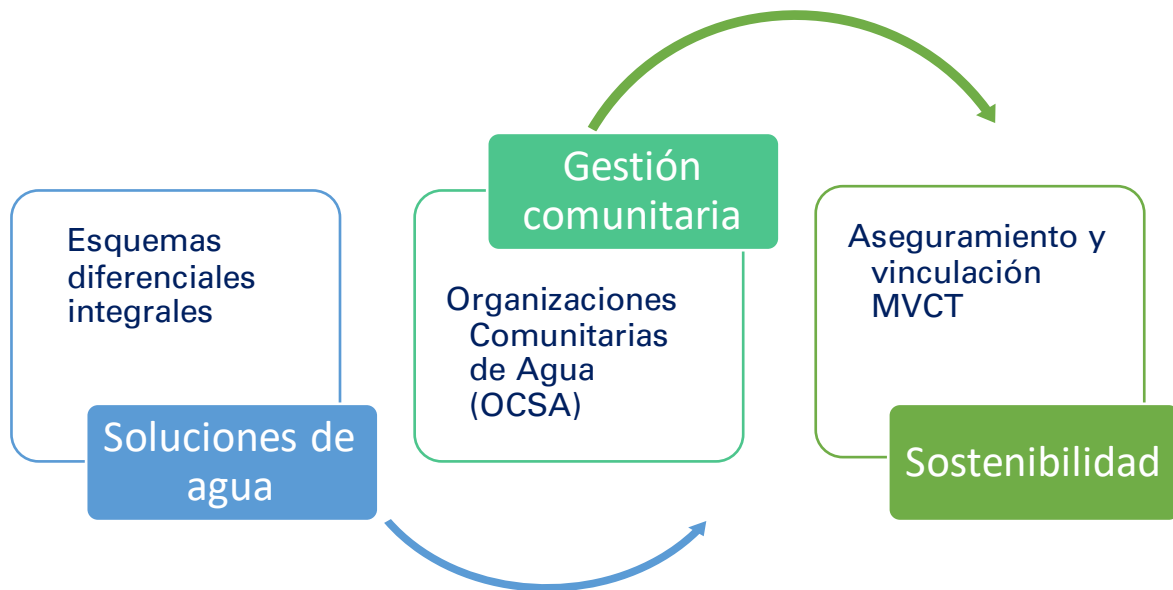 Esquemas
diferenciales
integrales
Soluciones de
agua
Gestión
comunitaria
Organizaciones
Comunitarias
de Agua
(OCSA)
Aseguramiento y
vinculación
MVCT
Sostenibilidad